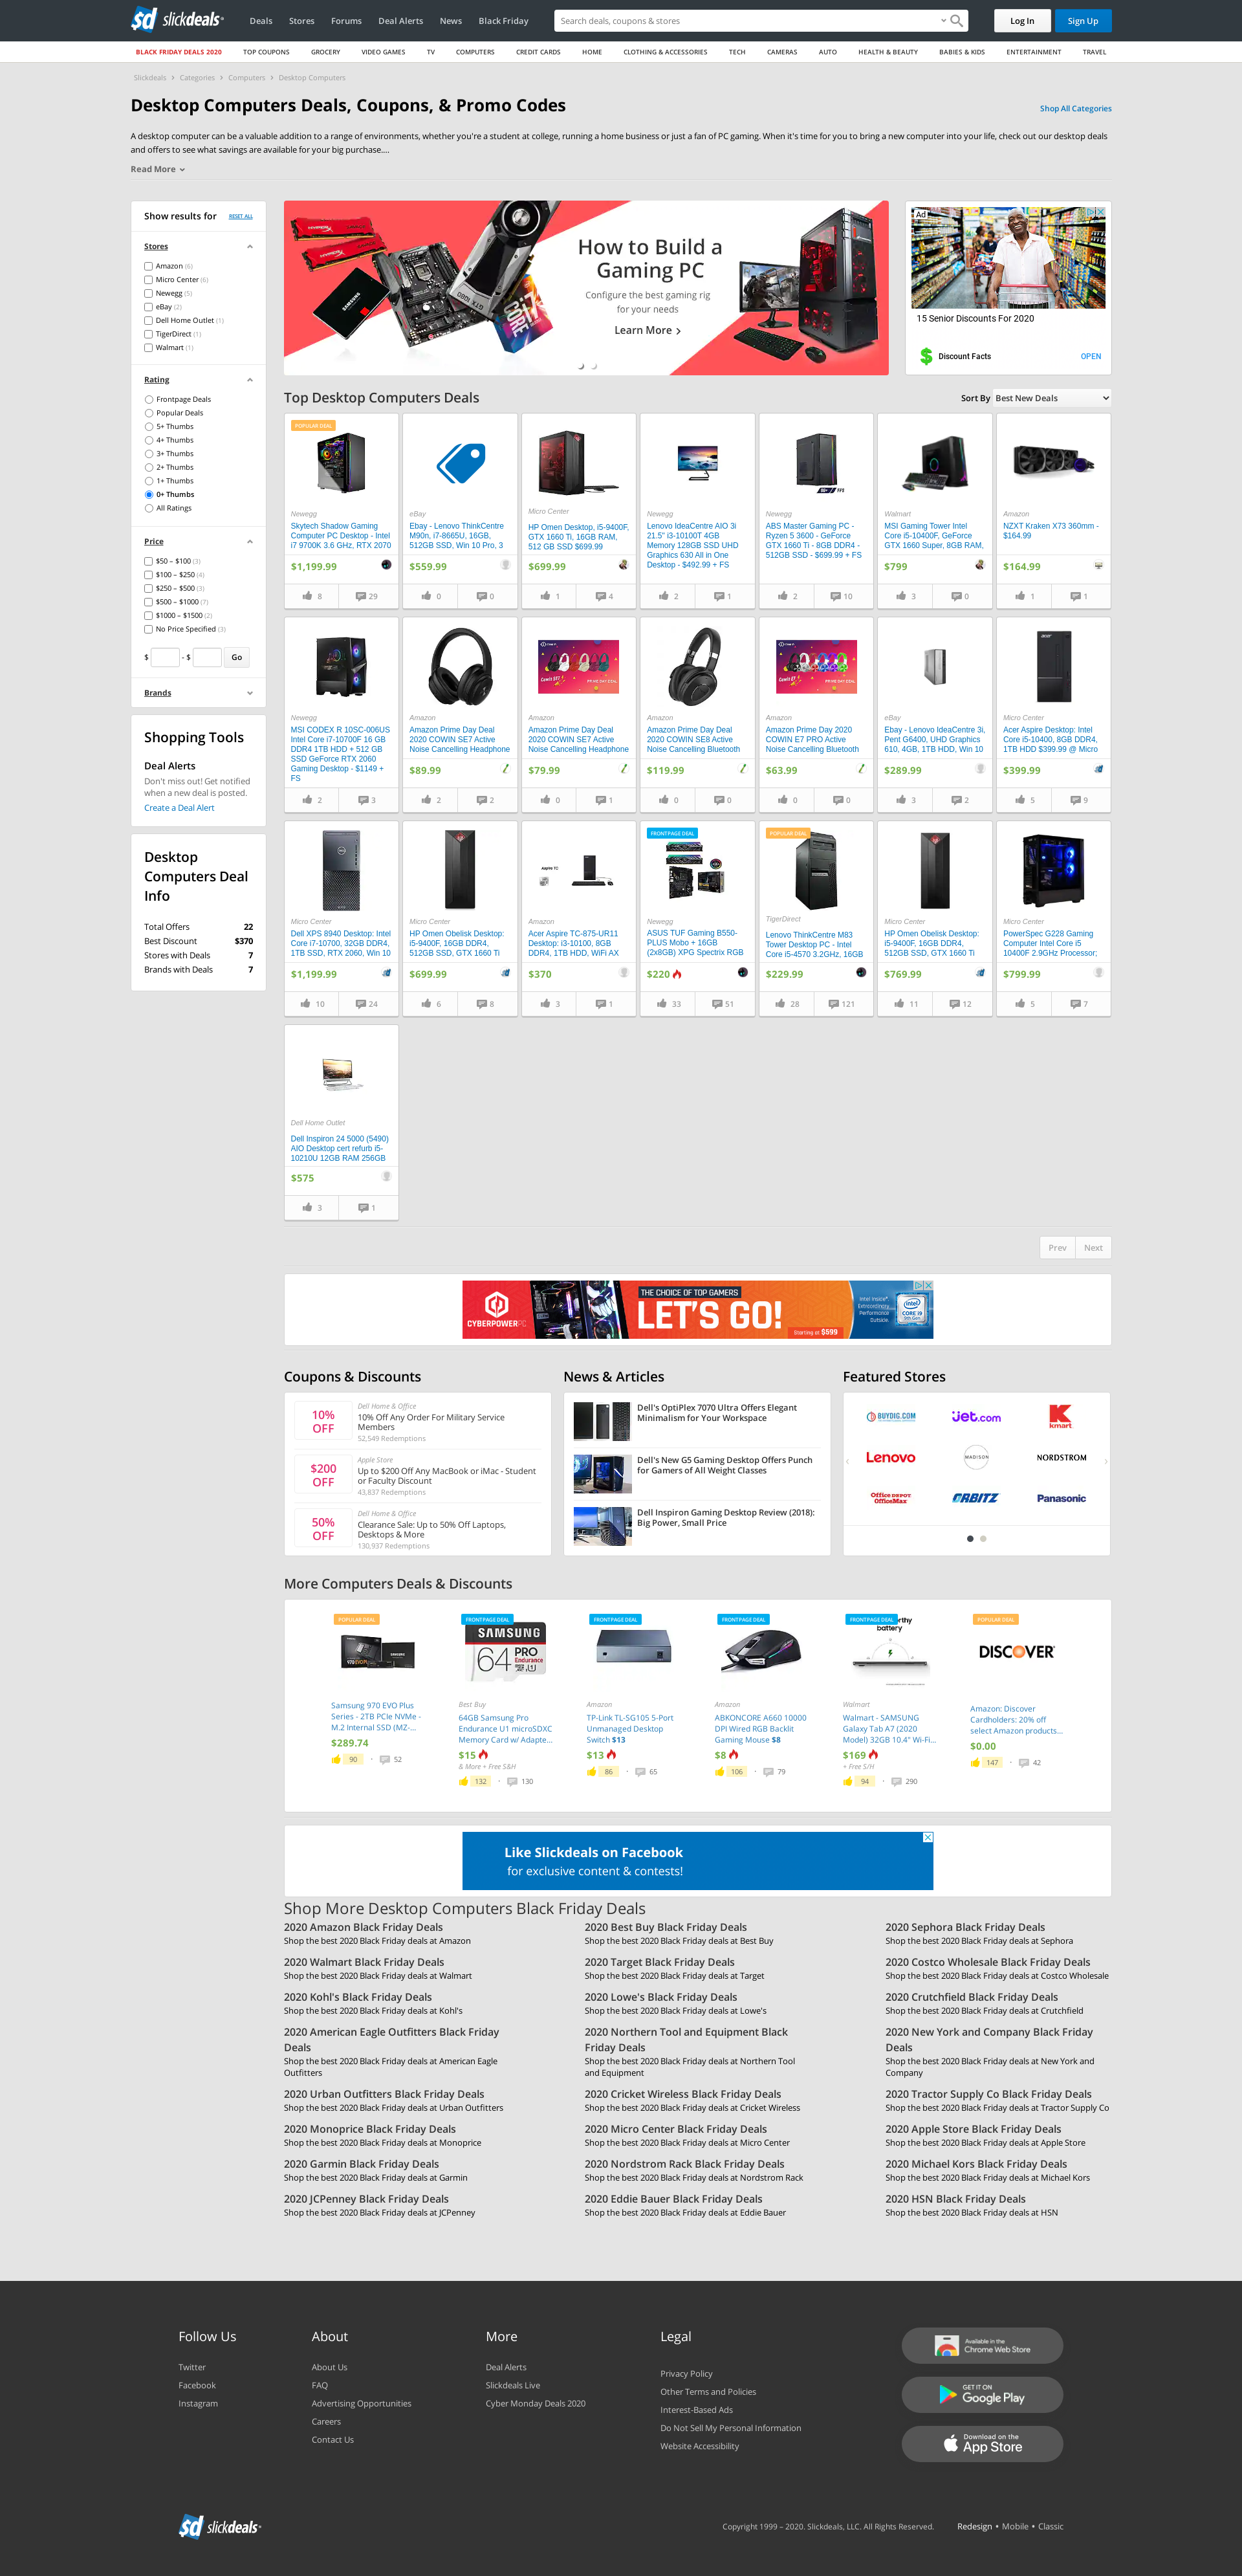 sd slickdeals
Deals Stores Forums Deal Alerts News Black Friday
Search deals, coupons & stores
Log In
Sign Up
BLACK FRIDAY DEALS 2020 TOP COUPONS GROCERY VIDEO GAMES TV COMPUTERS CREDIT CARDS HOME CLOTHING & ACCESSORIES TECH CAMERAS AUTO HEALTH & BEAUTY BABIES & KIDS ENTERTAINMENT TRAVEL
Slickdeals > Categories > Computers > Desktop Computers
Desktop Computers Deals, Coupons, & Promo Codes
Shop All Categories
A desktop computer can be a valuable addition to a range of environments, whether you're a student at college, running a home business or just a fan of PC gaming. When it's time for you to bring a new computer into your life, check out our desktop deals
and offers to see what savings are available for your big purchase....
Read More
Show results for RESET ALL
Stores
Amazon (6)
Micro Center (6)
Newegg (5)
eBay (2)
Dell Home Outlet (1)
TigerDirect (1)
Walmart (1)
Rating
Frontpage Deals
Popular Deals
5+ Thumbs
4+ Thumbs
3+ Thumbs
2+ Thumbs
1+ Thumbs
0+ Thumbs
All Ratings
Price
$50 – $100 (3)
$100 – $250 (4)
$250 – $500 (3)
$500 – $1000 (7)
$1000 – $1500 (2)
No Price Specified (3)
$ - $ Go
Brands
Shopping Tools
Deal Alerts
Don't miss out! Get notified
when a new deal is posted.
Create a Deal Alert
Desktop
Computers Deal
Info
Total Offers 22
Best Discount $370
Stores with Deals 7
Brands with Deals 7
How to Build a
Gaming PC
Configure the best gaming rig
for your needs
Learn More >
SAMSUNG
Ad
15 Senior Discounts For 2020
Discount Facts
OPEN
Top Desktop Computers Deals
Sort By Best New Deals
POPULAR DEAL
Newegg
Skytech Shadow Gaming
Computer PC Desktop - Intel
i7 9700K 3.6 GHz, RTX 2070
$1,199.99
8 29
eBay
Ebay - Lenovo ThinkCentre
M90n, i7-8665U, 16GB,
512GB SSD, Win 10 Pro, 3
$559.99
0 0
Micro Center
HP Omen Desktop, i5-9400F,
GTX 1660 Ti, 16GB RAM,
512 GB SSD $699.99
$699.99
1 4
Newegg
Lenovo IdeaCentre AIO 3i
21.5" i3-10100T 4GB
Memory 128GB SSD UHD
Graphics 630 All in One
Desktop - $492.99 + FS
2 1
Newegg
ABS Master Gaming PC -
Ryzen 5 3600 - GeForce
GTX 1660 Ti - 8GB DDR4 -
512GB SSD - $699.99 + FS
2 10
Walmart
MSI Gaming Tower Intel
Core i5-10400F, GeForce
GTX 1660 Super, 8GB RAM,
$799
3 0
Amazon
NZXT Kraken X73 360mm -
$164.99
$164.99
1 1
Newegg
MSI CODEX R 10SC-006US
Intel Core i7-10700F 16 GB
DDR4 1TB HDD + 512 GB
SSD GeForce RTX 2060
Gaming Desktop - $1149 +
FS
2 3
Amazon
Amazon Prime Day Deal
2020 COWIN SE7 Active
Noise Cancelling Headphone
$89.99
2 2
Amazon
Amazon Prime Day Deal
2020 COWIN SE7 Active
Noise Cancelling Headphone
$79.99
0 1
Amazon
Amazon Prime Day Deal
2020 COWIN SE8 Active
Noise Cancelling Bluetooth
$119.99
0 0
Amazon
Amazon Prime Day 2020
COWIN E7 PRO Active
Noise Cancelling Bluetooth
$63.99
0 0
eBay
Ebay - Lenovo IdeaCentre 3i,
Pent G6400, UHD Graphics
610, 4GB, 1TB HDD, Win 10
$289.99
3 2
Micro Center
Acer Aspire Desktop: Intel
Core i5-10400, 8GB DDR4,
1TB HDD $399.99 @ Micro
$399.99
5 9
Micro Center
Dell XPS 8940 Desktop: Intel
Core i7-10700, 32GB DDR4,
1TB SSD, RTX 2060, Win 10
$1,199.99
10 24
Micro Center
HP Omen Obelisk Desktop:
i5-9400F, 16GB DDR4,
512GB SSD, GTX 1660 Ti
$699.99
6 8
Aspire TC
Amazon
Acer Aspire TC-875-UR11
Desktop: i3-10100, 8GB
DDR4, 1TB HDD, WiFi AX
$370
3 1
FRONTPAGE DEAL
Newegg
ASUS TUF Gaming B550-
PLUS Mobo + 16GB
(2x8GB) XPG Spectrix RGB
$220
33 51
POPULAR DEAL
TigerDirect
Lenovo ThinkCentre M83
Tower Desktop PC - Intel
Core i5-4570 3.2GHz, 16GB
$229.99
28 121
Micro Center
HP Omen Obelisk Desktop:
i5-9400F, 16GB DDR4,
512GB SSD, GTX 1660 Ti
$769.99
11 12
Micro Center
PowerSpec G228 Gaming
Computer Intel Core i5
10400F 2.9GHz Processor;
$799.99
5 7
Dell Home Outlet
Dell Inspiron 24 5000 (5490)
AIO Desktop cert refurb i5-
10210U 12GB RAM 256GB
$575
3 1
Prev Next
CYBERPOWERPC
THE CHOICE OF TOP GAMERS
LET'S GO!
Intel Inside®.
Extraordinary
Performance
Outside.
Starting at $599
intel CORE i9 9th Gen
Coupons & Discounts
10%
OFF
Dell Home & Office
10% Off Any Order For Military Service
Members
52,549 Redemptions
$200
OFF
Apple Store
Up to $200 Off Any MacBook or iMac - Student
or Faculty Discount
43,837 Redemptions
50%
OFF
Dell Home & Office
Clearance Sale: Up to 50% Off Laptops,
Desktops & More
130,937 Redemptions
News & Articles
Dell's OptiPlex 7070 Ultra Offers Elegant
Minimalism for Your Workspace
Dell's New G5 Gaming Desktop Offers Punch
for Gamers of All Weight Classes
Dell Inspiron Gaming Desktop Review (2018):
Big Power, Small Price
Featured Stores
BUYDIG.COM jet.com kmart
Lenovo MADISON NORDSTROM
Office DEPOT OfficeMax ORBITZ Panasonic
More Computers Deals & Discounts
POPULAR DEAL
Samsung 970 EVO Plus
Series - 2TB PCIe NVMe -
M.2 Internal SSD (MZ-...
$289.74
90 · 52
FRONTPAGE DEAL
SAMSUNG
64 PRO Endurance
Best Buy
64GB Samsung Pro
Endurance U1 microSDXC
Memory Card w/ Adapte...
$15
& More + Free S&H
132 · 130
FRONTPAGE DEAL
Amazon
TP-Link TL-SG105 5-Port
Unmanaged Desktop
Switch $13
$13
86 · 65
FRONTPAGE DEAL
Amazon
ABKONCORE A660 10000
DPI Wired RGB Backlit
Gaming Mouse $8
$8
106 · 79
FRONTPAGE DEAL
battery
Walmart
Walmart - SAMSUNG
Galaxy Tab A7 (2020
Model) 32GB 10.4" Wi-Fi...
$169
+ Free S/H
94 · 290
POPULAR DEAL
DISCOVER
Amazon: Discover
Cardholders: 20% off
select Amazon products...
$0.00
147 · 42
Like Slickdeals on Facebook
for exclusive content & contests!
Shop More Desktop Computers Black Friday Deals
2020 Amazon Black Friday Deals
Shop the best 2020 Black Friday deals at Amazon
2020 Best Buy Black Friday Deals
Shop the best 2020 Black Friday deals at Best Buy
2020 Sephora Black Friday Deals
Shop the best 2020 Black Friday deals at Sephora
2020 Walmart Black Friday Deals
Shop the best 2020 Black Friday deals at Walmart
2020 Target Black Friday Deals
Shop the best 2020 Black Friday deals at Target
2020 Costco Wholesale Black Friday Deals
Shop the best 2020 Black Friday deals at Costco Wholesale
2020 Kohl's Black Friday Deals
Shop the best 2020 Black Friday deals at Kohl's
2020 Lowe's Black Friday Deals
Shop the best 2020 Black Friday deals at Lowe's
2020 Crutchfield Black Friday Deals
Shop the best 2020 Black Friday deals at Crutchfield
2020 American Eagle Outfitters Black Friday
Deals
Shop the best 2020 Black Friday deals at American Eagle
Outfitters
2020 Northern Tool and Equipment Black
Friday Deals
Shop the best 2020 Black Friday deals at Northern Tool
and Equipment
2020 New York and Company Black Friday
Deals
Shop the best 2020 Black Friday deals at New York and
Company
2020 Urban Outfitters Black Friday Deals
Shop the best 2020 Black Friday deals at Urban Outfitters
2020 Cricket Wireless Black Friday Deals
Shop the best 2020 Black Friday deals at Cricket Wireless
2020 Tractor Supply Co Black Friday Deals
Shop the best 2020 Black Friday deals at Tractor Supply Co
2020 Monoprice Black Friday Deals
Shop the best 2020 Black Friday deals at Monoprice
2020 Micro Center Black Friday Deals
Shop the best 2020 Black Friday deals at Micro Center
2020 Apple Store Black Friday Deals
Shop the best 2020 Black Friday deals at Apple Store
2020 Garmin Black Friday Deals
Shop the best 2020 Black Friday deals at Garmin
2020 Nordstrom Rack Black Friday Deals
Shop the best 2020 Black Friday deals at Nordstrom Rack
2020 Michael Kors Black Friday Deals
Shop the best 2020 Black Friday deals at Michael Kors
2020 JCPenney Black Friday Deals
Shop the best 2020 Black Friday deals at JCPenney
2020 Eddie Bauer Black Friday Deals
Shop the best 2020 Black Friday deals at Eddie Bauer
2020 HSN Black Friday Deals
Shop the best 2020 Black Friday deals at HSN
Follow Us
Twitter
Facebook
Instagram
About
About Us
FAQ
Advertising Opportunities
Careers
Contact Us
More
Deal Alerts
Slickdeals Live
Cyber Monday Deals 2020
Legal
Privacy Policy
Other Terms and Policies
Interest-Based Ads
Do Not Sell My Personal Information
Website Accessibility
Available in the
Chrome Web Store
GET IT ON
Google Play
Download on the
App Store
sd slickdeals
Copyright 1999 – 2020. Slickdeals, LLC. All Rights Reserved.
Redesign • Mobile • Classic